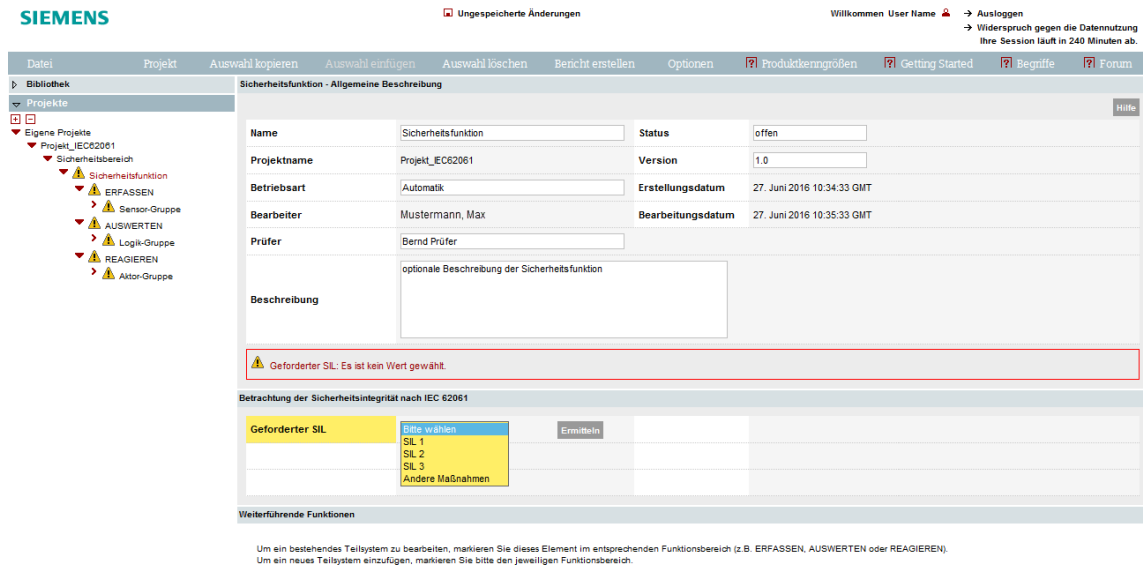 SIEMENS
Ungespeicherte Änderungen
Willkommen User Name → Ausloggen
→ Widerspruch gegen die Datennutzung
Ihre Session läuft in 240 Minuten ab.
Datei Projekt Auswahl kopieren Auswahl einfügen Auswahl löschen Bericht erstellen Optionen ? Produktkenngrößen ? Getting Started ? Begriffe ? Forum
Bibliothek
Projekte
Eigene Projekte
Projekt_IEC62061
Sicherheitsbereich
Sicherheitsfunktion
ERFASSEN
Sensor-Gruppe
AUSWERTEN
Logik-Gruppe
REAGIEREN
Aktor-Gruppe
Sicherheitsfunktion - Allgemeine Beschreibung
Hilfe
Name Sicherheitsfunktion Status offen
Projektname Projekt_IEC62061 Version 1.0
Betriebsart Automatik Erstellungsdatum 27. Juni 2016 10:34:33 GMT
Bearbeiter Mustermann, Max Bearbeitungsdatum 27. Juni 2016 10:35:33 GMT
Prüfer Bernd Prüfer
Beschreibung optionale Beschreibung der Sicherheitsfunktion
Geforderter SIL: Es ist kein Wert gewählt.
Betrachtung der Sicherheitsintegrität nach IEC 62061
Geforderter SIL Bitte wählen Ermitteln
SIL 1
SIL 2
SIL 3
Andere Maßnahmen
Weiterführende Funktionen
Um ein bestehendes Teilsystem zu bearbeiten, markieren Sie dieses Element im entsprechenden Funktionsbereich (z.B. ERFASSEN, AUSWERTEN oder REAGIEREN).
Um ein neues Teilsystem einzufügen, markieren Sie bitte den jeweiligen Funktionsbereich.